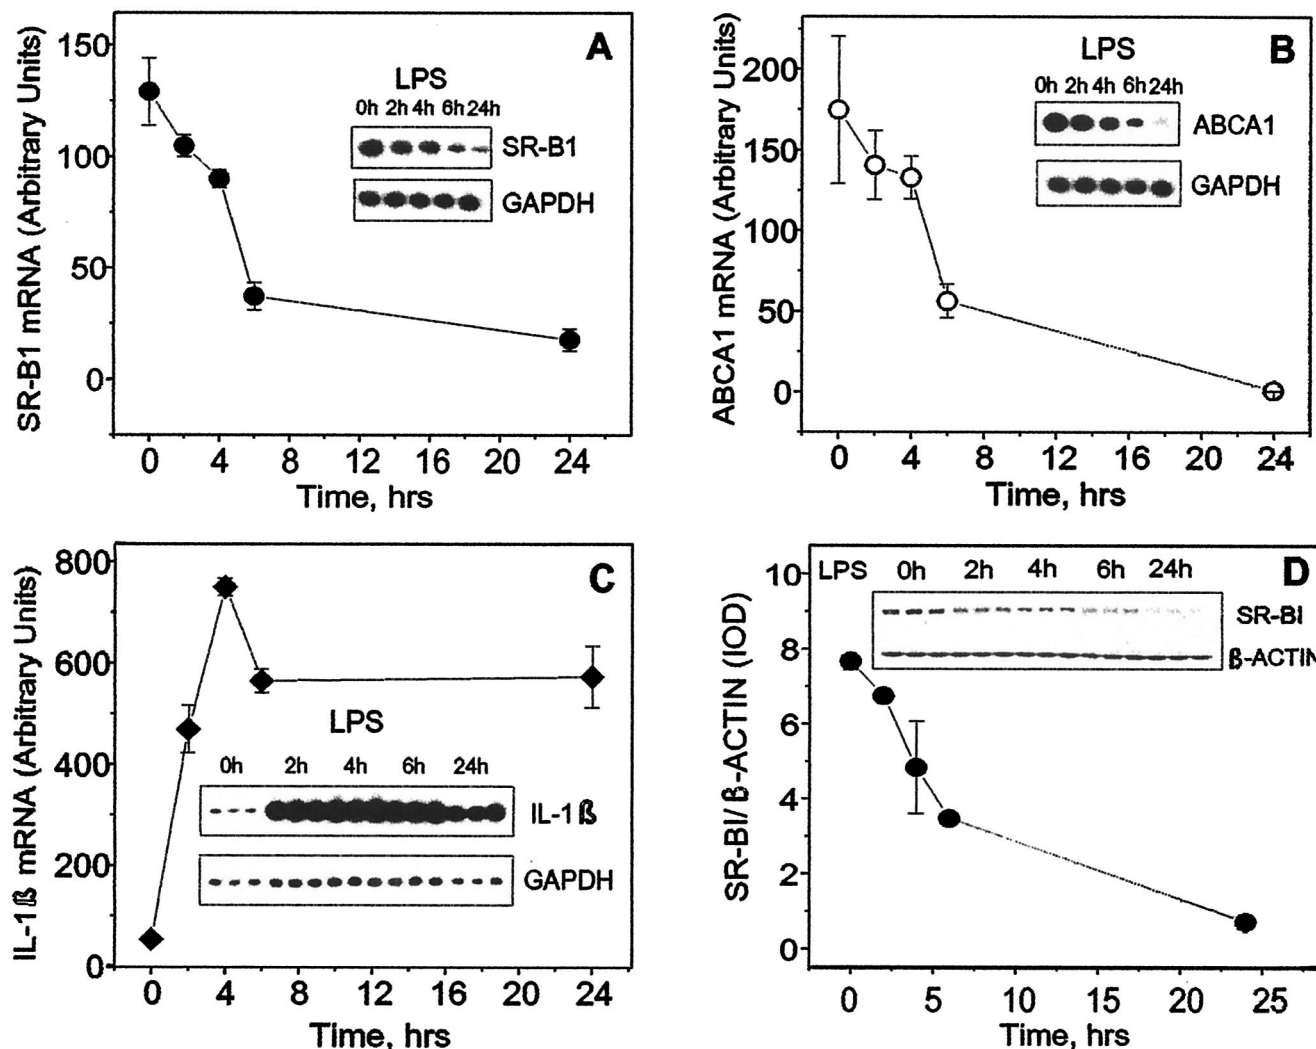 A
SR-B1 mRNA (Arbitrary Units)
150
100
50
0
LPS
0h 2h 4h 6h 24h
SR-B1
GAPDH
0 4 8 12 16 20 24
Time, hrs
B
ABCA1 mRNA (Arbitrary Units)
200
150
100
50
0
LPS
0h 2h 4h 6h 24h
ABCA1
GAPDH
0 4 8 12 16 20 24
Time, hrs
C
IL-1ß mRNA (Arbitrary Units)
800
600
400
200
0
LPS
0h 2h 4h 6h 24h
IL-1ß
GAPDH
0 4 8 12 16 20 24
Time, hrs
D
SR-BI/ß-ACTIN (IOD)
10
8
6
4
2
0
LPS 0h 2h 4h 6h 24h
SR-BI
ß-ACTIN
0 5 10 15 20 25
Time, hrs